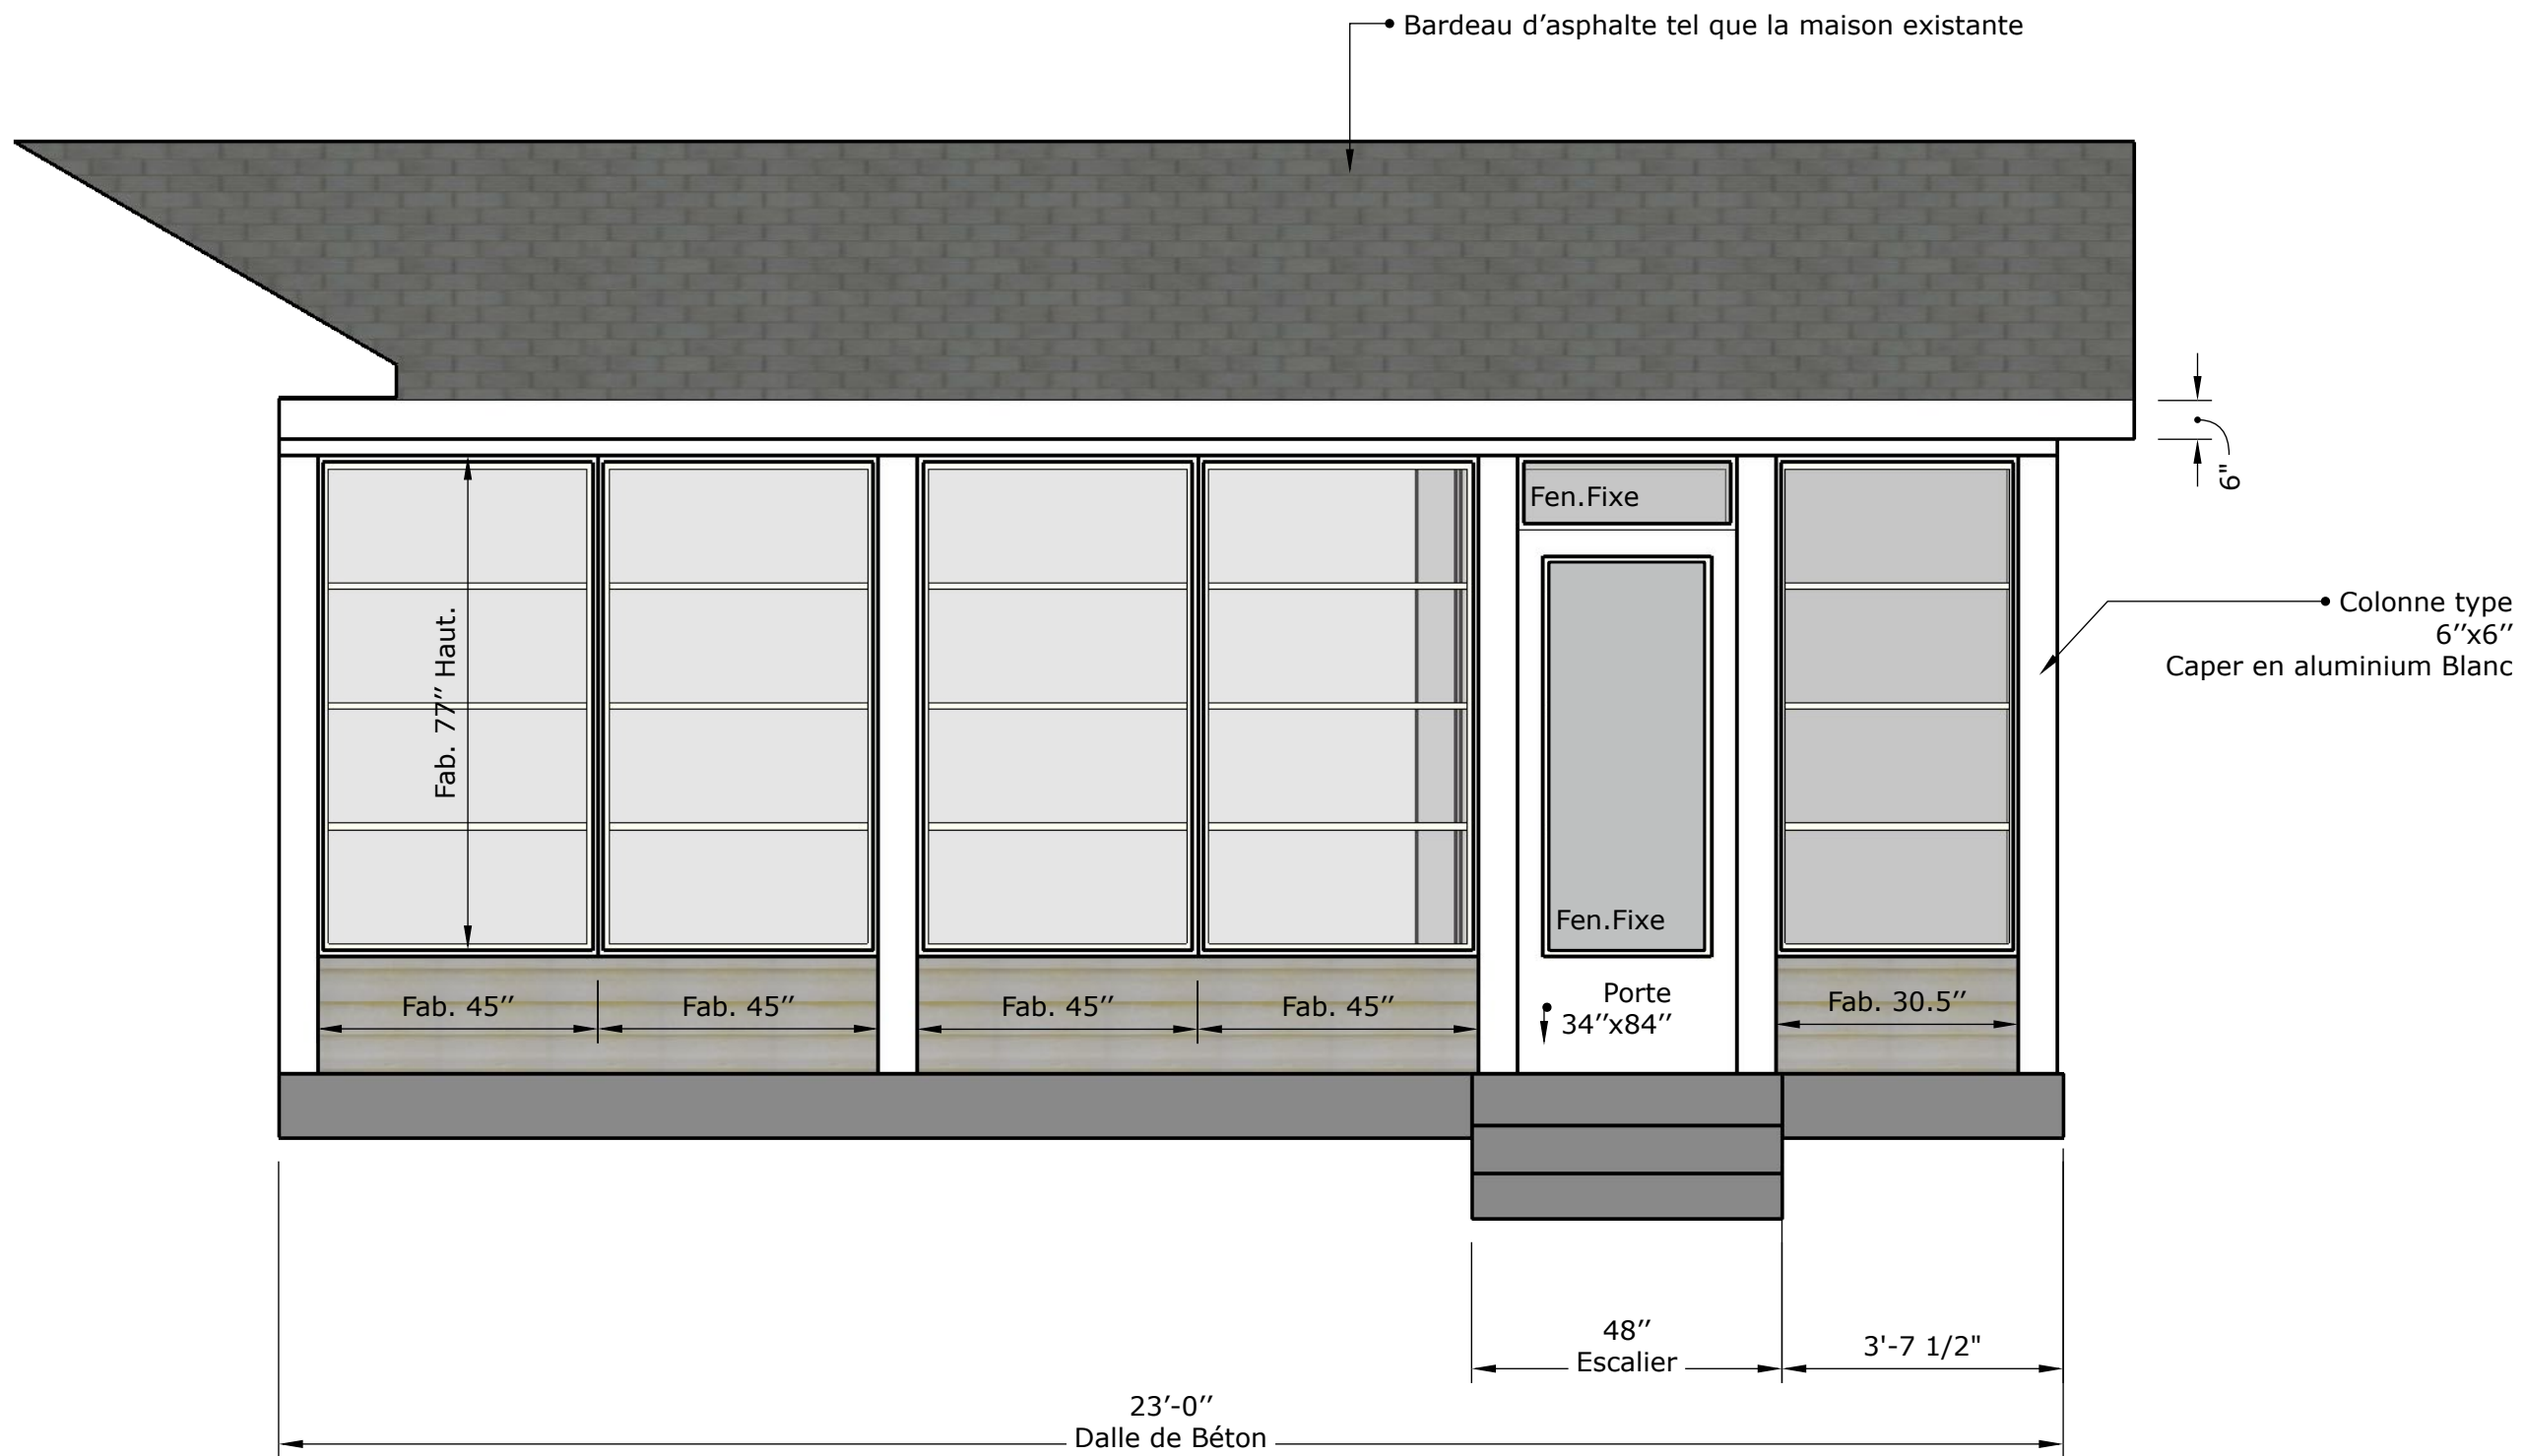 Bardeau d’asphalte tel que la maison existante
6"
Fen.Fixe
Colonne type
6’’x6’’
Caper en aluminium Blanc
Fab. 77’’ Haut.
Fen.Fixe
Fab. 45’’
Fab. 45’’
Fab. 45’’
Fab. 45’’
Porte
34’’x84’’
Fab. 30.5’’
48’’
Escalier
3'-7 1/2"
23’-0’’
Dalle de Béton